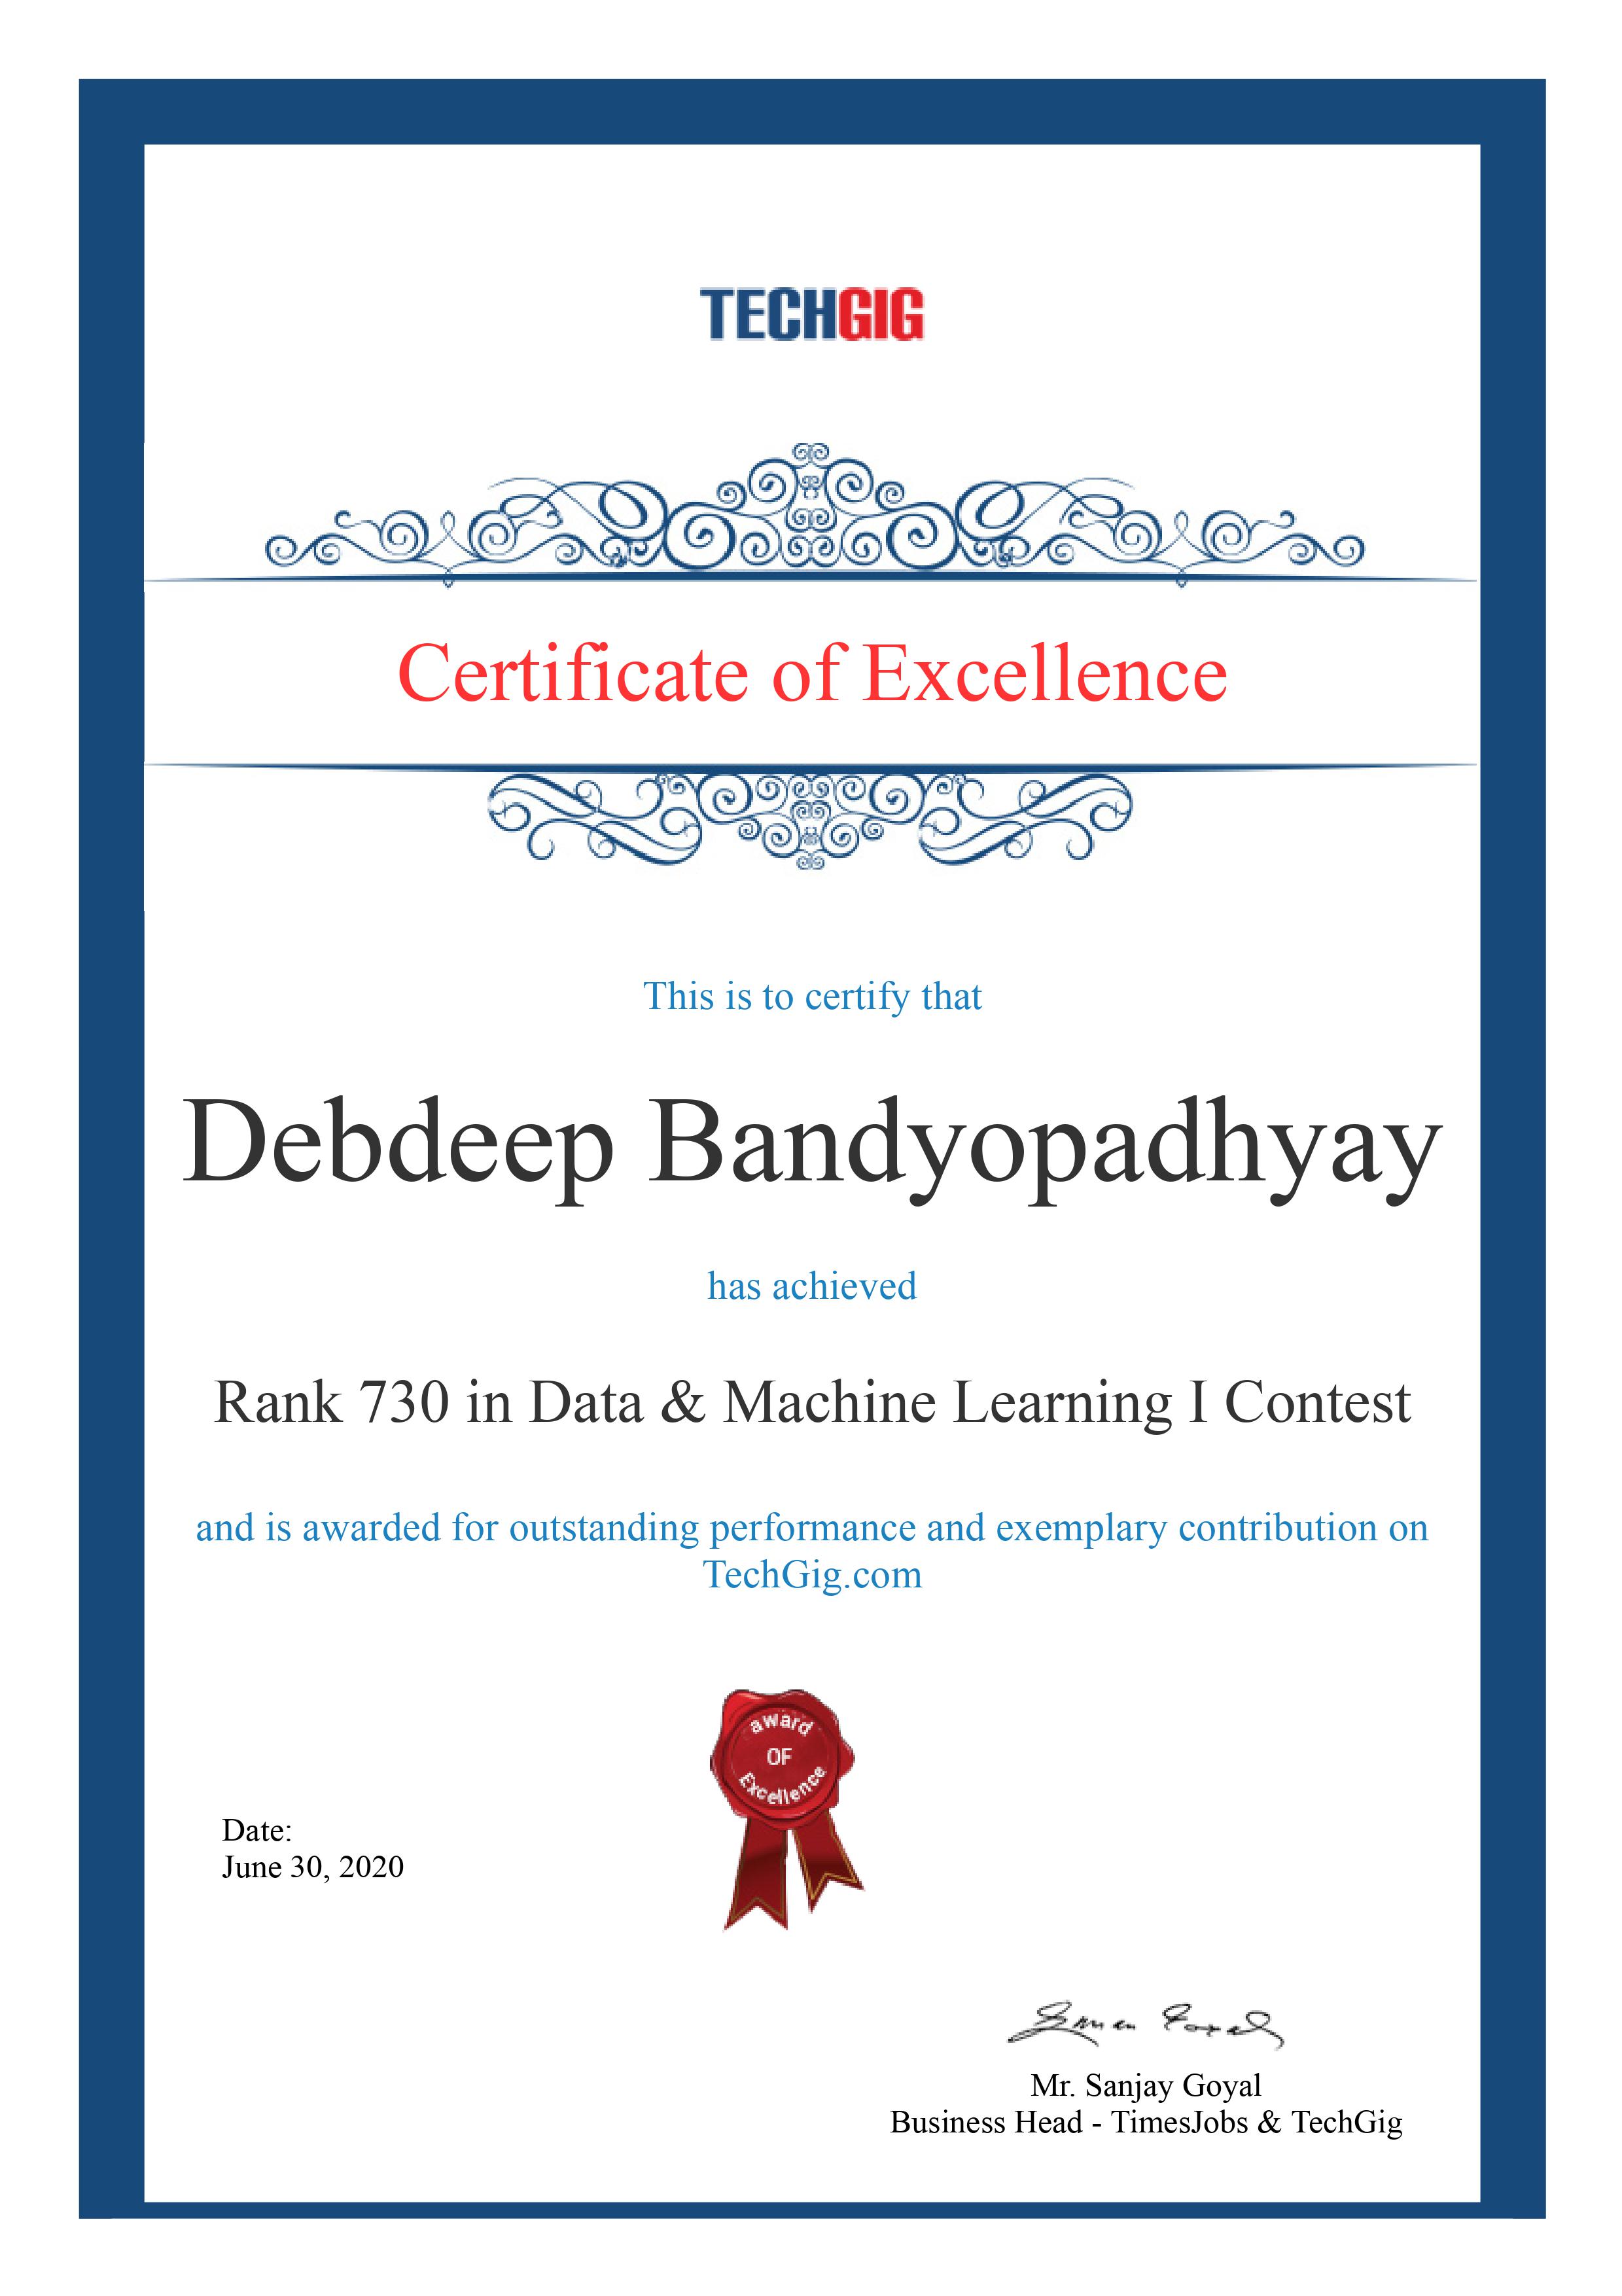 TECHGIG
Certificate of Excellence
This is to certify that
Debdeep Bandyopadhyay
has achieved
Rank 730 in Data & Machine Learning I Contest
and is awarded for outstanding performance and exemplary contribution on
TechGig.com
award
OF
Excellence
Date:
June 30, 2020
Mr. Sanjay Goyal
Business Head - TimesJobs & TechGig